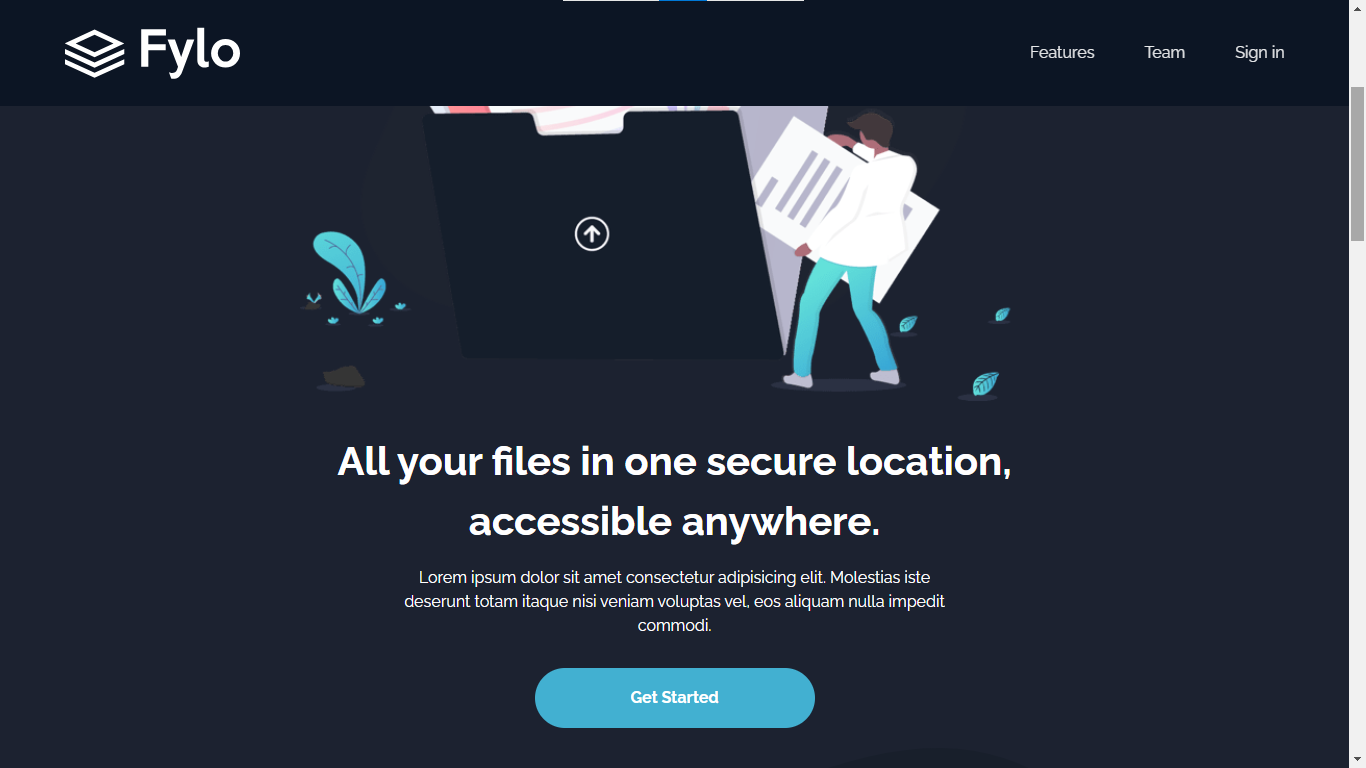 Fylo
Features
Team
Sign in
All your files in one secure location,
accessible anywhere.
Lorem ipsum dolor sit amet consectetur adipisicing elit. Molestias iste
deserunt totam itaque nisi veniam voluptas vel, eos aliquam nulla impedit
commodi.
Get Started